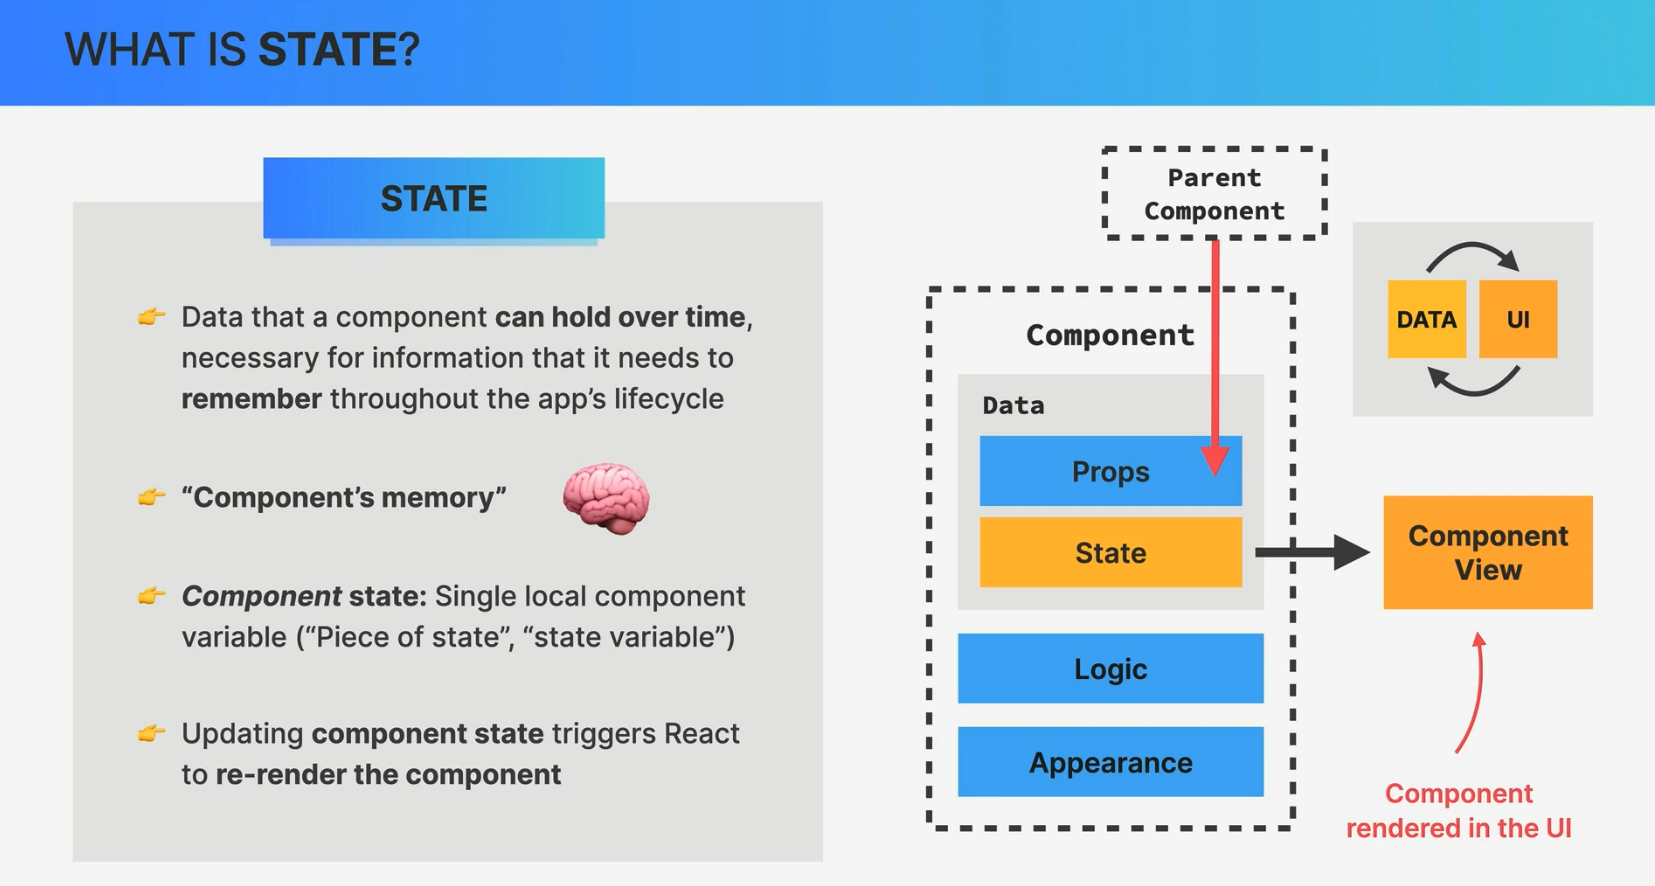 WHAT IS STATE?
STATE
Data that a component can hold over time,
necessary for information that it needs to
remember throughout the app’s lifecycle
“Component’s memory”
Component state: Single local component
variable (“Piece of state”, “state variable”)
Updating component state triggers React
to re-render the component
Parent
Component
Component
Data
Props
State
Logic
Appearance
DATA
UI
Component
View
Component
rendered in the UI